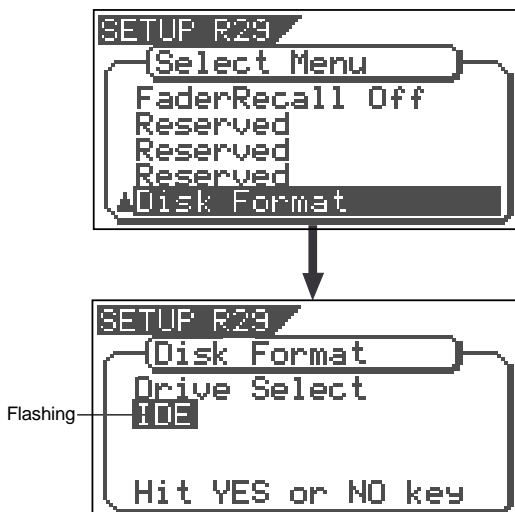 SETUP R29
Select Menu
FaderRecall Off
Reserved
Reserved
Reserved
▲Disk Format
SETUP R29
Disk Format
Drive Select
Flashing
IDE
Hit YES or NO key